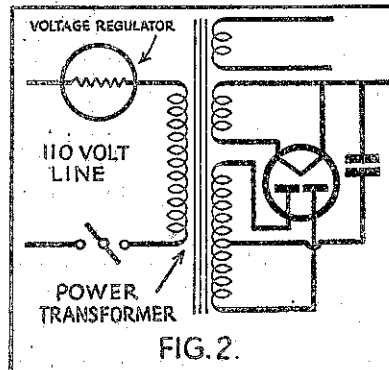 VOLTAGE REGULATOR
110 VOLT
LINE
POWER
TRANSFORMER
FIG.2.